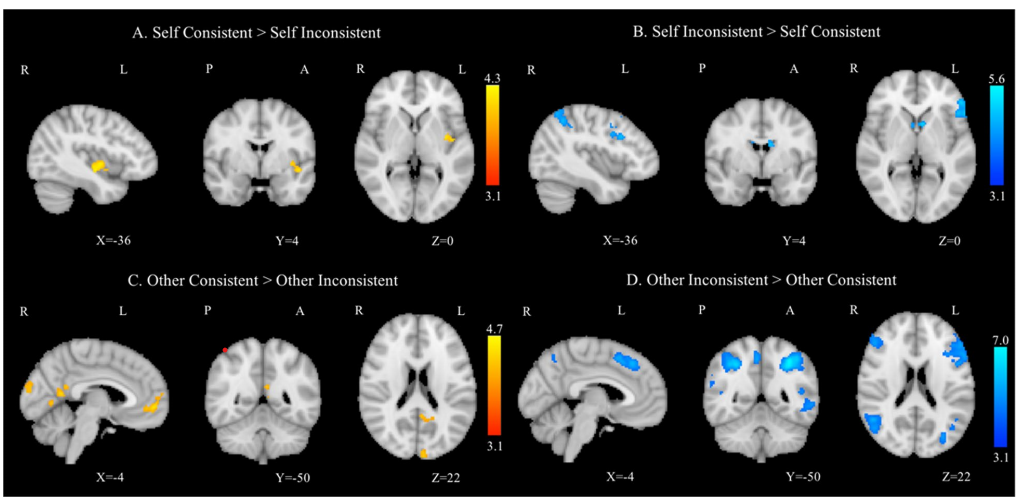 A. Self Consistent > Self Inconsistent
R L P A R L
4.3
3.1
X=-36 Y=4 Z=0
B. Self Inconsistent > Self Consistent
R L P A R L
5.6
3.1
X=-36 Y=4 Z=0
C. Other Consistent > Other Inconsistent
R L P A R L
4.7
3.1
X=-4 Y=-50 Z=22
D. Other Inconsistent > Other Consistent
R L P A R L
7.0
3.1
X=-4 Y=-50 Z=22